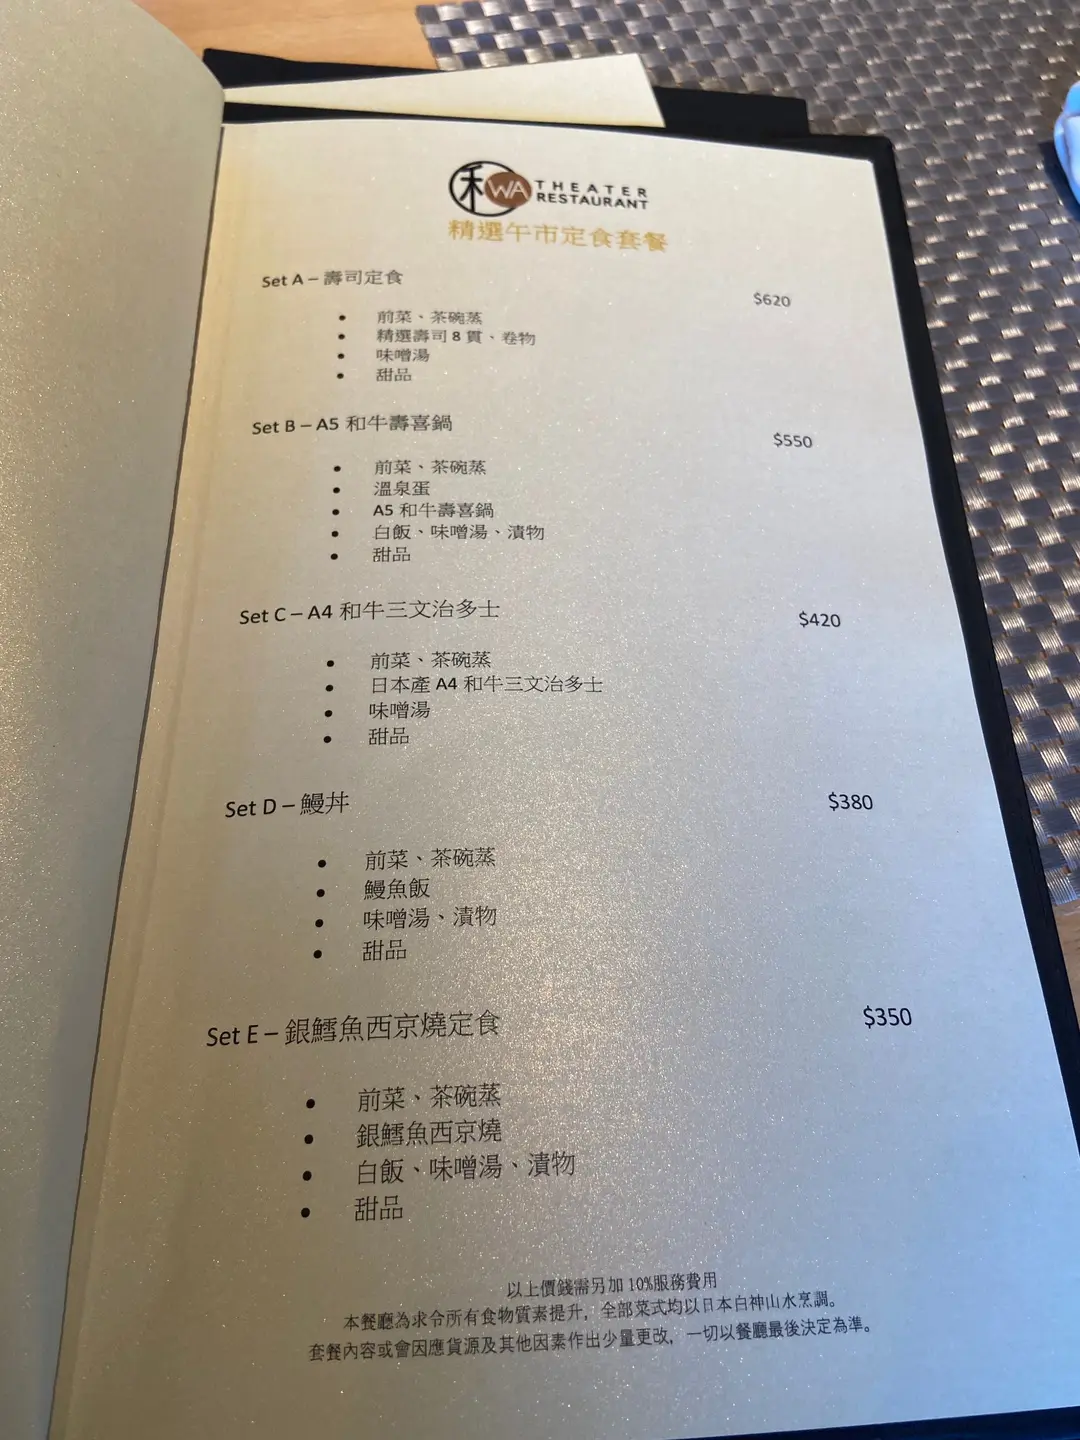 和WA THEATER
RESTAURANT
精選午市定食套餐
Set A – 壽司定食
$620
• 前菜、茶碗蒸
• 精選壽司 8 貫、卷物
• 味噌湯
• 甜品
Set B – A5 和牛壽喜鍋
$550
• 前菜、茶碗蒸
• 溫泉蛋
• A5 和牛壽喜鍋
• 白飯、味噌湯、漬物
• 甜品
Set C – A4 和牛三文治多士
$420
• 前菜、茶碗蒸
• 日本產 A4 和牛三文治多士
• 味噌湯
• 甜品
Set D – 鰻丼
$380
• 前菜、茶碗蒸
• 鰻魚飯
• 味噌湯、漬物
• 甜品
Set E – 銀鱈魚西京燒定食
$350
• 前菜、茶碗蒸
• 銀鱈魚西京燒
• 白飯、味噌湯、漬物
• 甜品
以上價錢需另加 10%服務費用
本餐廳為求令所有食物質素提升，全部菜式均以日本白神山水烹調。
套餐內容或會因應貨源及其他因素作出少量更改，一切以餐廳最後決定為準。